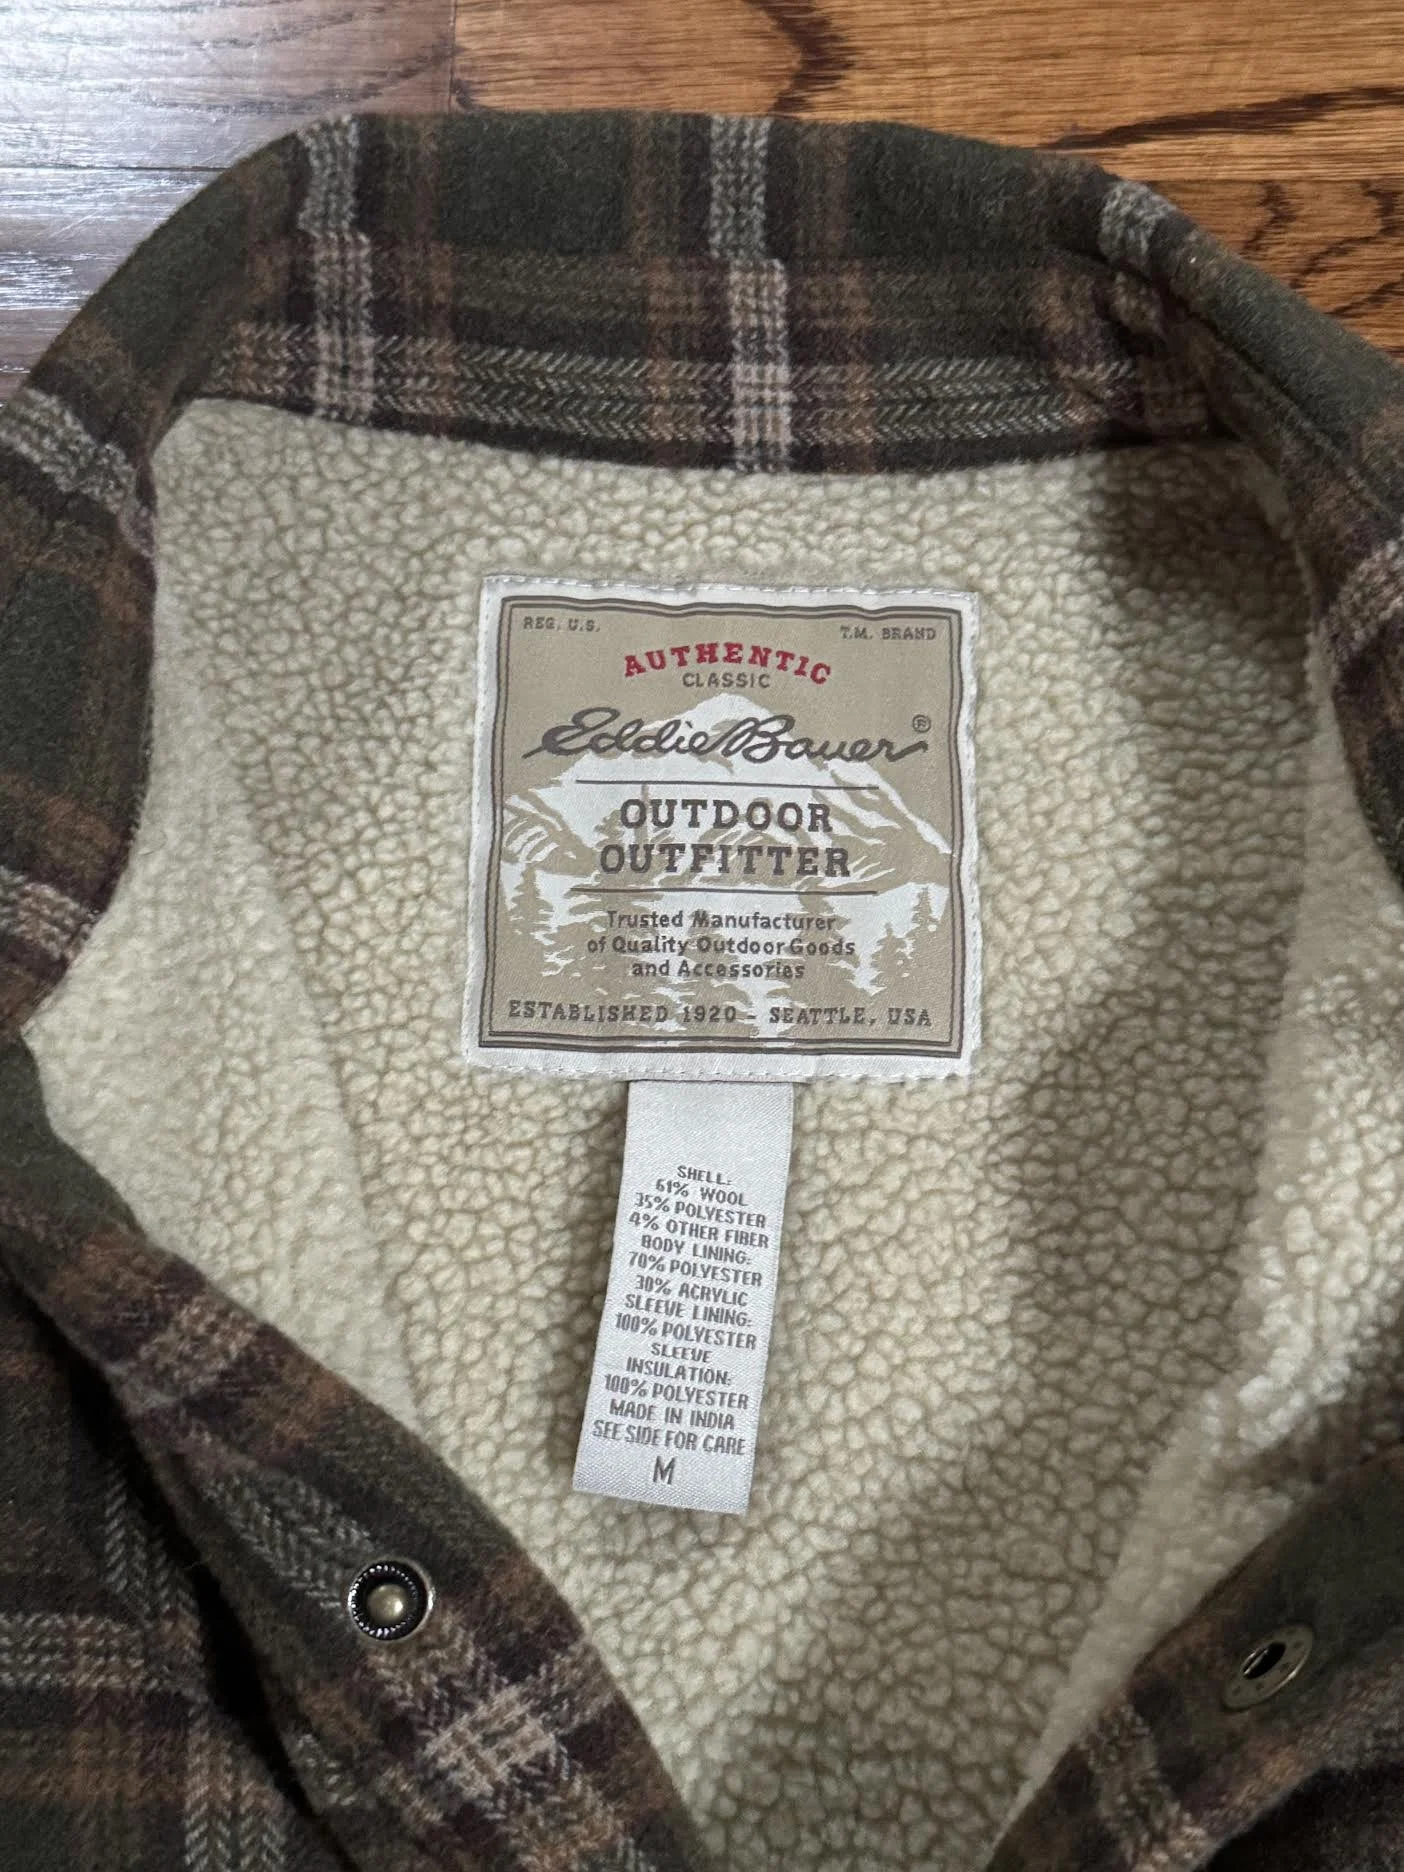 REG. U.S. T.M. BRAND
AUTHENTIC
CLASSIC
Eddie Bauer ®
OUTDOOR
OUTFITTER
Trusted Manufacturer
of Quality Outdoor Goods
and Accessories
ESTABLISHED 1920 - SEATTLE, USA
SHELL:
61% WOOL
35% POLYESTER
4% OTHER FIBER
BODY LINING:
70% POLYESTER
30% ACRYLIC
SLEEVE LINING:
100% POLYESTER
SLEEVE
INSULATION:
100% POLYESTER
MADE IN INDIA
SEE SIDE FOR CARE
M